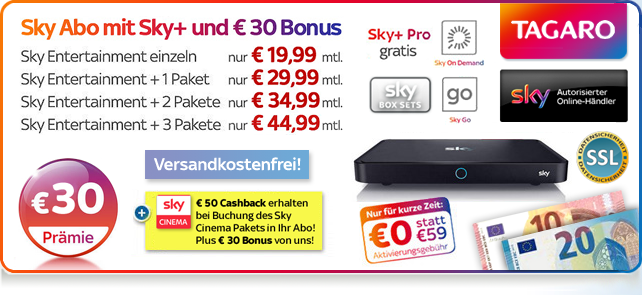 Sky Abo mit Sky+ und € 30 Bonus
Sky Entertainment einzeln nur € 19,99 mtl.
Sky Entertainment + 1 Paket nur € 29,99 mtl.
Sky Entertainment + 2 Pakete nur € 34,99 mtl.
Sky Entertainment + 3 Pakete nur € 44,99 mtl.
Sky+ Pro
gratis
Sky On Demand
sky
BOX SETS
go
Sky Go
TAGARO
sky
Autorisierter
Online-Händler
Versandkostenfrei!
€30
Prämie
+
sky
CINEMA
€ 50 Cashback erhalten
bei Buchung des Sky
Cinema Pakets in Ihr Abo!
Plus € 30 Bonus von uns!
sky
sky
DATENSICHERHEIT
SSL
DATENSICHERHEIT
Nur für kurze Zeit:
€0 statt
€59
Aktivierungsgebühr
10
20